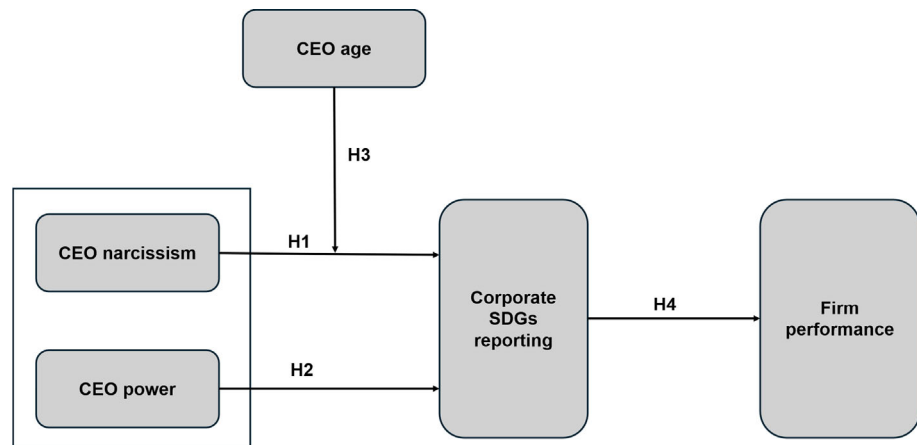 CEO age
H3
CEO narcissism
H1
Corporate
SDGs
reporting
H4
Firm
performance
CEO power
H2